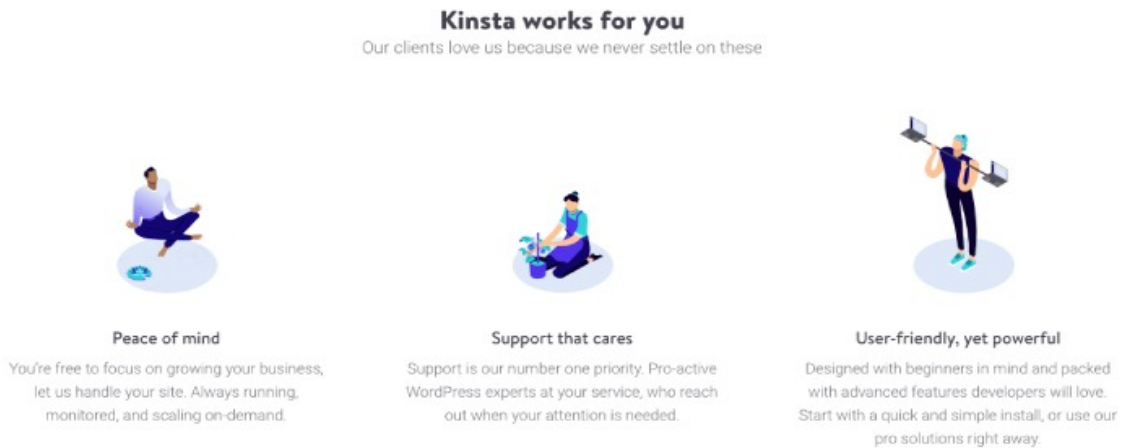 Kinsta works for you
Our clients love us because we never settle on these
Peace of mind
You're free to focus on growing your business,
let us handle your site. Always running,
monitored, and scaling on-demand.
Support that cares
Support is our number one priority. Pro-active
WordPress experts at your service, who reach
out when your attention is needed.
User-friendly, yet powerful
Designed with beginners in mind and packed
with advanced features developers will love.
Start with a quick and simple install, or use our
pro solutions right away.